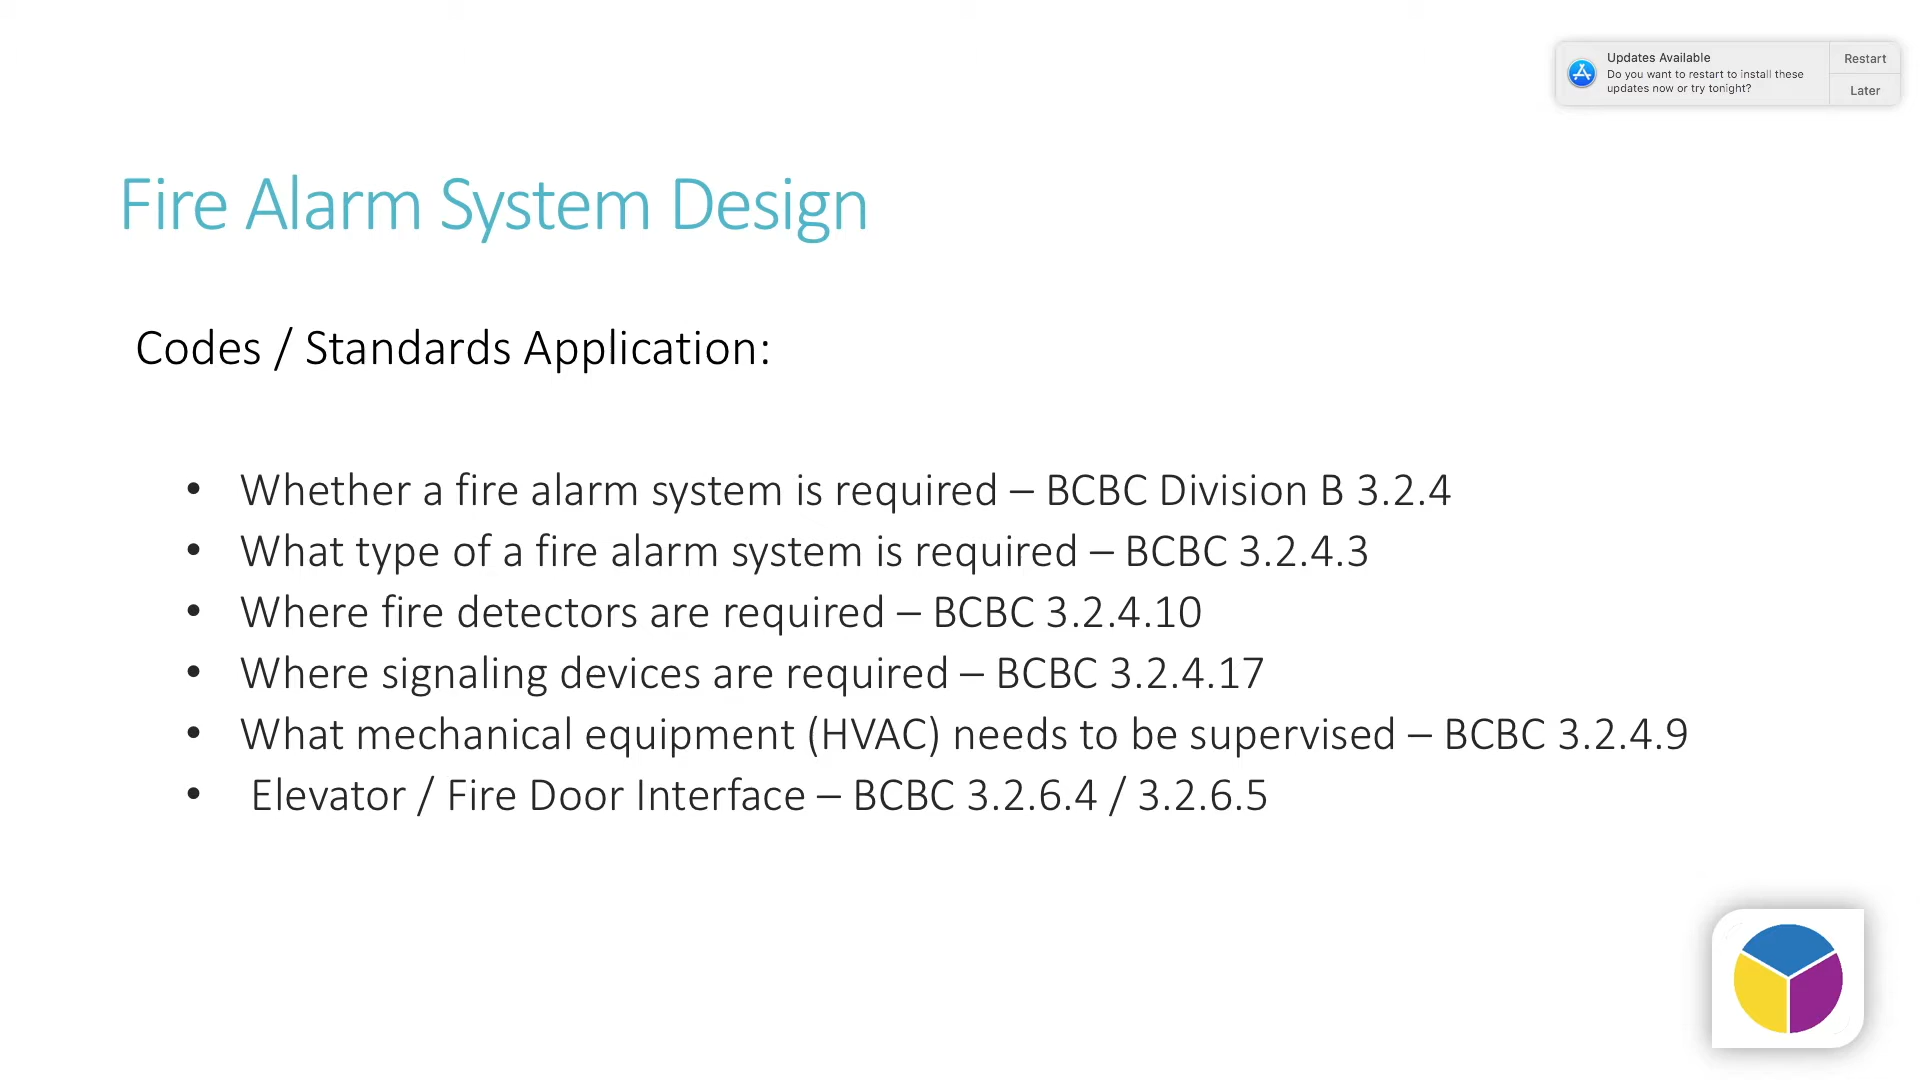 Updates Available
Do you want to restart to install these
updates now or try tonight?
Restart
Later
Fire Alarm System Design
Codes / Standards Application:
• Whether a fire alarm system is required – BCBC Division B 3.2.4
• What type of a fire alarm system is required – BCBC 3.2.4.3
• Where fire detectors are required – BCBC 3.2.4.10
• Where signaling devices are required – BCBC 3.2.4.17
• What mechanical equipment (HVAC) needs to be supervised – BCBC 3.2.4.9
• Elevator / Fire Door Interface – BCBC 3.2.6.4 / 3.2.6.5